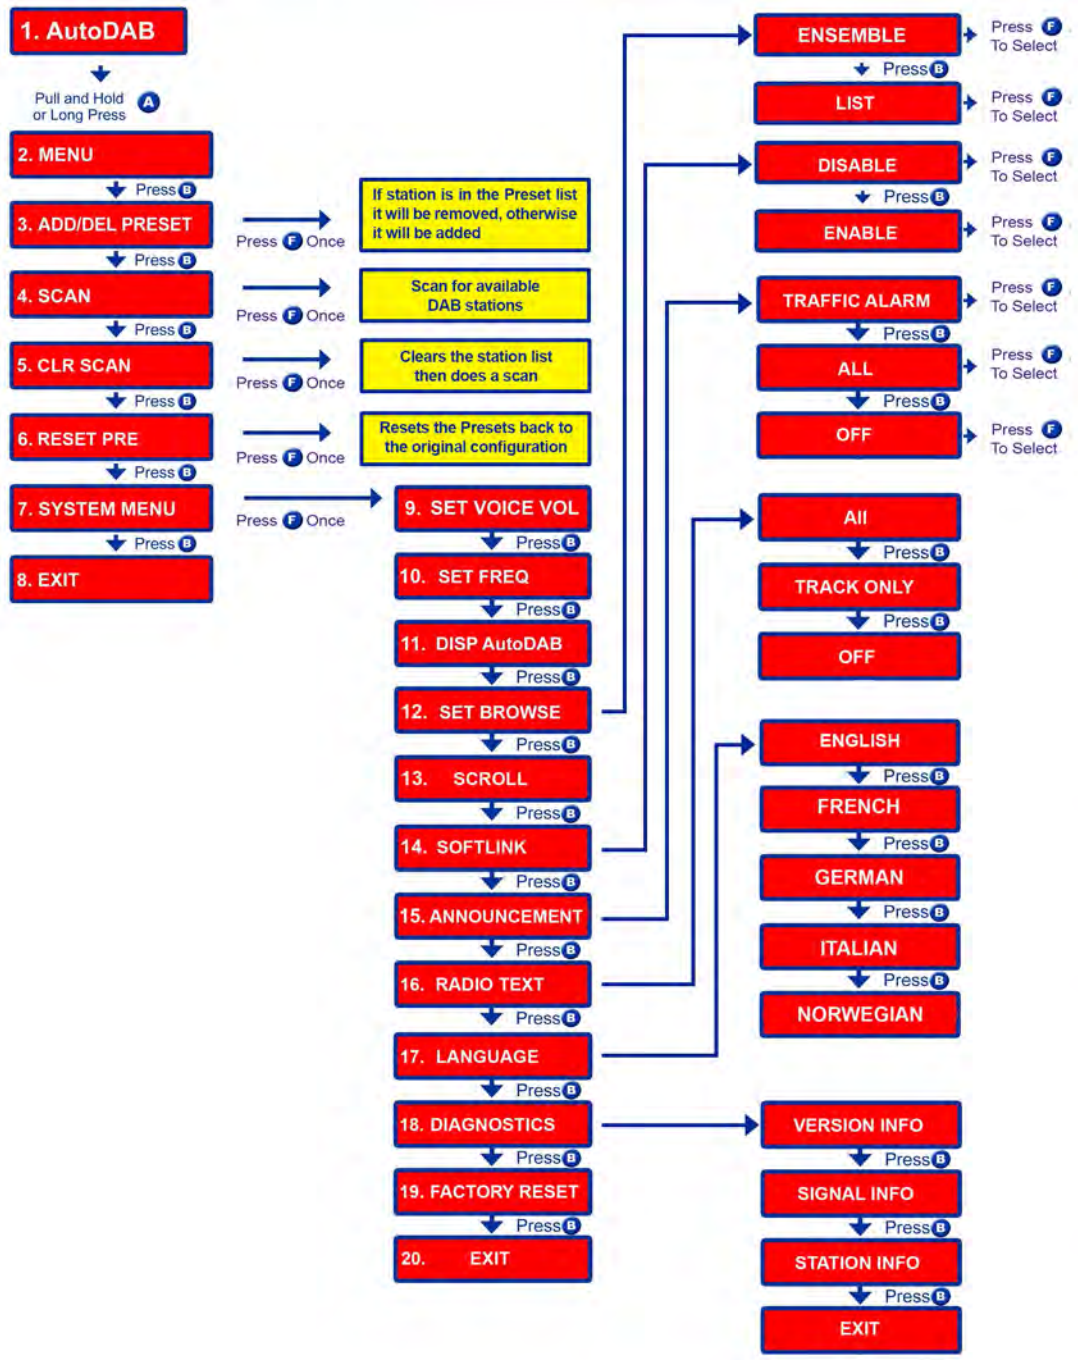 1. AutoDAB
Pull and Hold
or Long Press
A
2. MENU
Press B
3. ADD/DEL PRESET
Press F Once
If station is in the Preset list
it will be removed, otherwise
it will be added
Press B
4. SCAN
Press F Once
Scan for available
DAB stations
Press B
5. CLR SCAN
Press F Once
Clears the station list
then does a scan
Press B
6. RESET PRE
Press F Once
Resets the Presets back to
the original configuration
Press B
7. SYSTEM MENU
Press F Once
Press B
8. EXIT
9. SET VOICE VOL
Press B
10. SET FREQ
Press B
11. DISP AutoDAB
Press B
12. SET BROWSE
Press B
13. SCROLL
Press B
14. SOFTLINK
Press B
15. ANNOUNCEMENT
Press B
16. RADIO TEXT
Press B
17. LANGUAGE
Press B
18. DIAGNOSTICS
Press B
19. FACTORY RESET
Press B
20. EXIT
ENSEMBLE
Press F
To Select
Press B
LIST
Press F
To Select
DISABLE
Press F
To Select
Press B
ENABLE
Press F
To Select
TRAFFIC ALARM
Press F
To Select
Press B
ALL
Press F
To Select
Press B
OFF
Press F
To Select
All
Press B
TRACK ONLY
Press B
OFF
ENGLISH
Press B
FRENCH
Press B
GERMAN
Press B
ITALIAN
Press B
NORWEGIAN
VERSION INFO
Press B
SIGNAL INFO
Press B
STATION INFO
Press B
EXIT